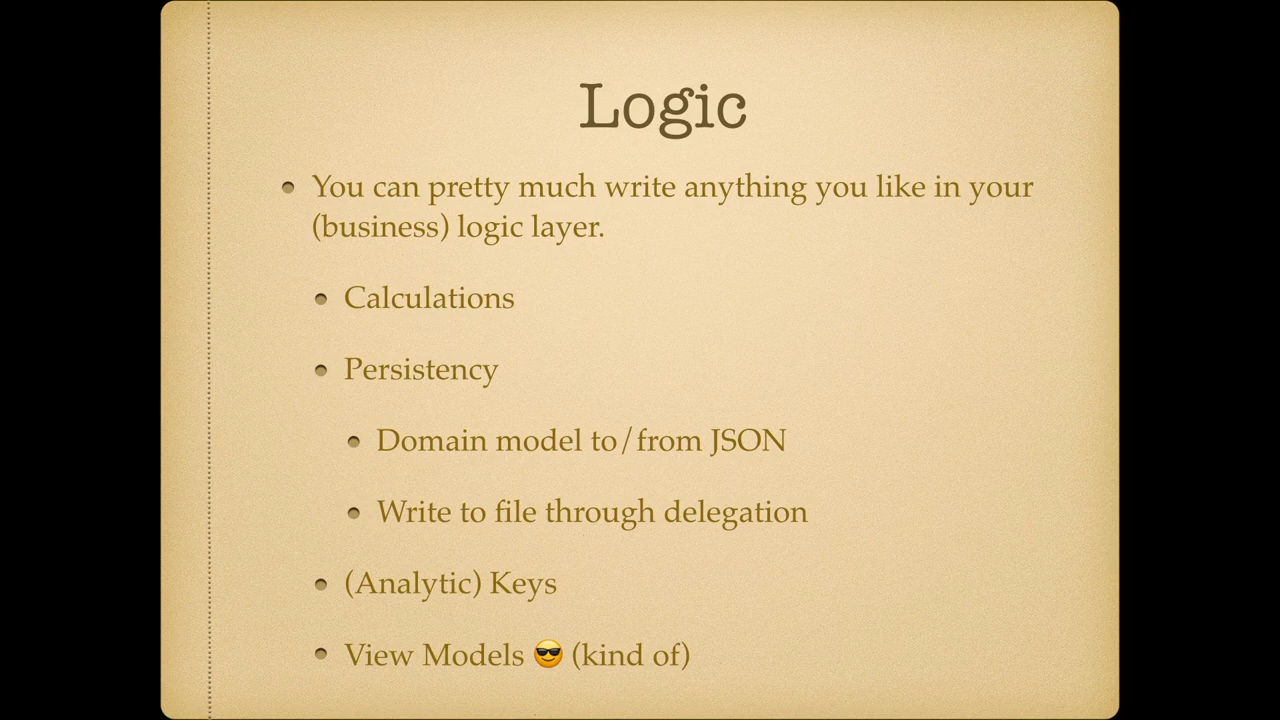 Logic
• You can pretty much write anything you like in your
(business) logic layer.
• Calculations
• Persistency
• Domain model to/from JSON
• Write to file through delegation
• (Analytic) Keys
• View Models 😎 (kind of)